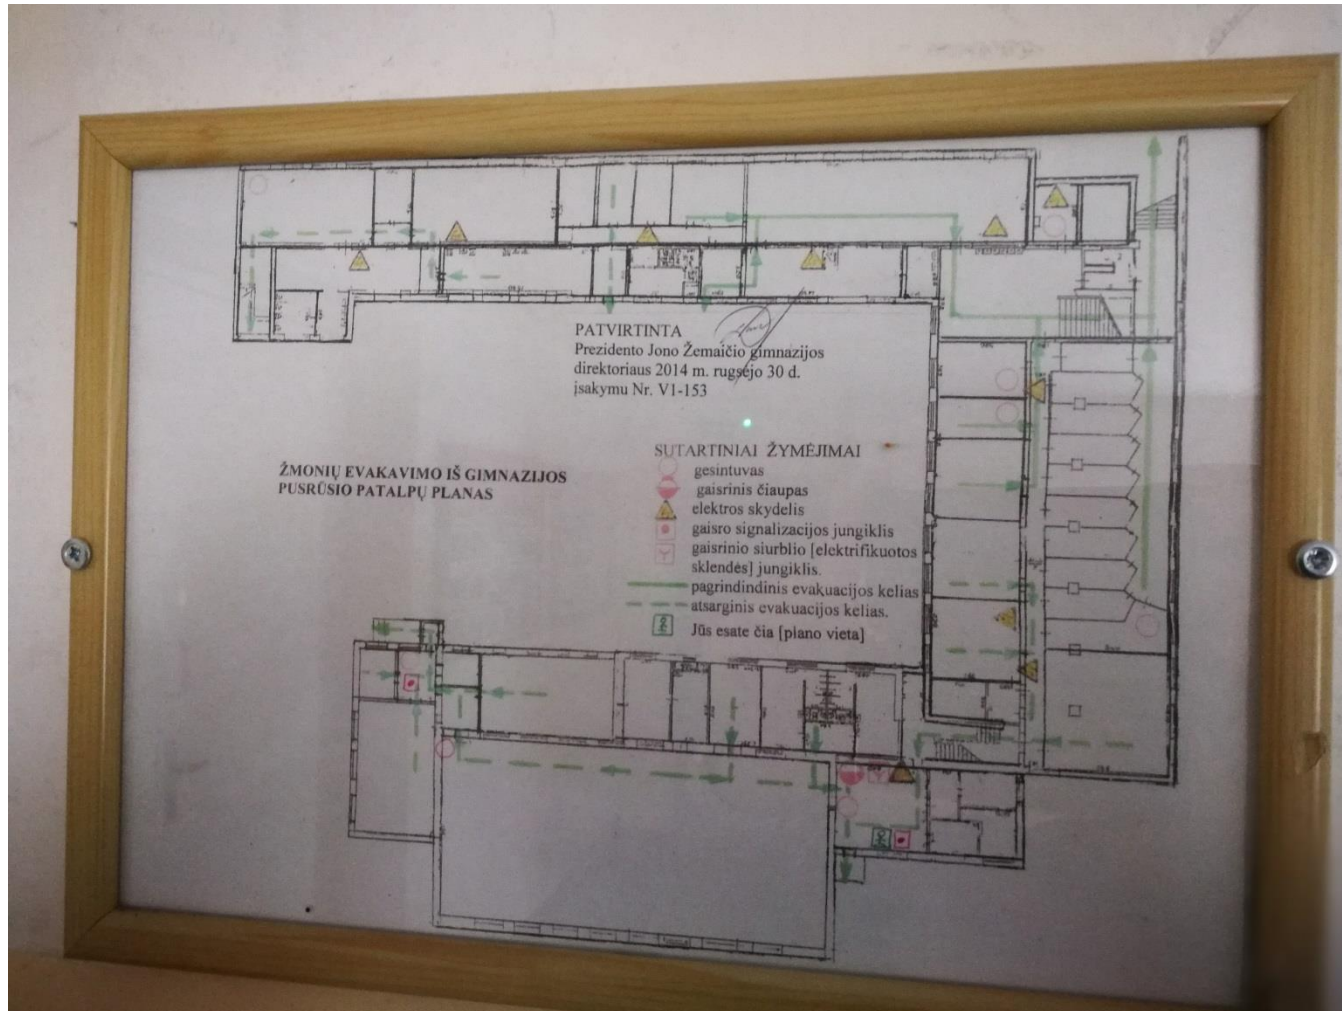 PATVIRTINTA
Prezidento Jono Žemaičio gimnazijos
direktoriaus 2014 m. rugsėjo 30 d.
įsakymu Nr. V1-153
ŽMONIŲ EVAKAVIMO IŠ GIMNAZIJOS
PUSRŪSIO PATALPŲ PLANAS
SUTARTINIAI ŽYMĖJIMAI
gesintuvas
gaisrinis čiaupas
elektros skydelis
gaisro signalizacijos jungiklis
gaisrinio siurblio [elektrifikuotos
sklendės] jungiklis.
pagrindindinis evakuacijos kelias
atsarginis evakuacijos kelias.
Jūs esate čia [plano vieta]